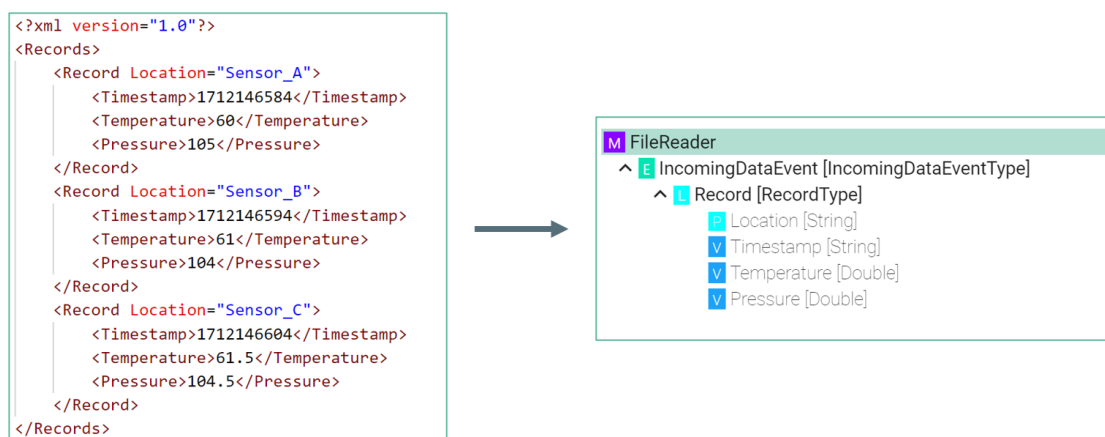 <?xml version="1.0"?>
<Records>
<Record Location="Sensor_A">
<Timestamp>1712146584</Timestamp>
<Temperature>60</Temperature>
<Pressure>105</Pressure>
</Record>
<Record Location="Sensor_B">
<Timestamp>1712146594</Timestamp>
<Temperature>61</Temperature>
<Pressure>104</Pressure>
</Record>
<Record Location="Sensor_C">
<Timestamp>1712146604</Timestamp>
<Temperature>61.5</Temperature>
<Pressure>104.5</Pressure>
</Record>
</Records>
M FileReader
E IncomingDataEvent [IncomingDataEventType]
L Record [RecordType]
P Location [String]
V Timestamp [String]
V Temperature [Double]
V Pressure [Double]